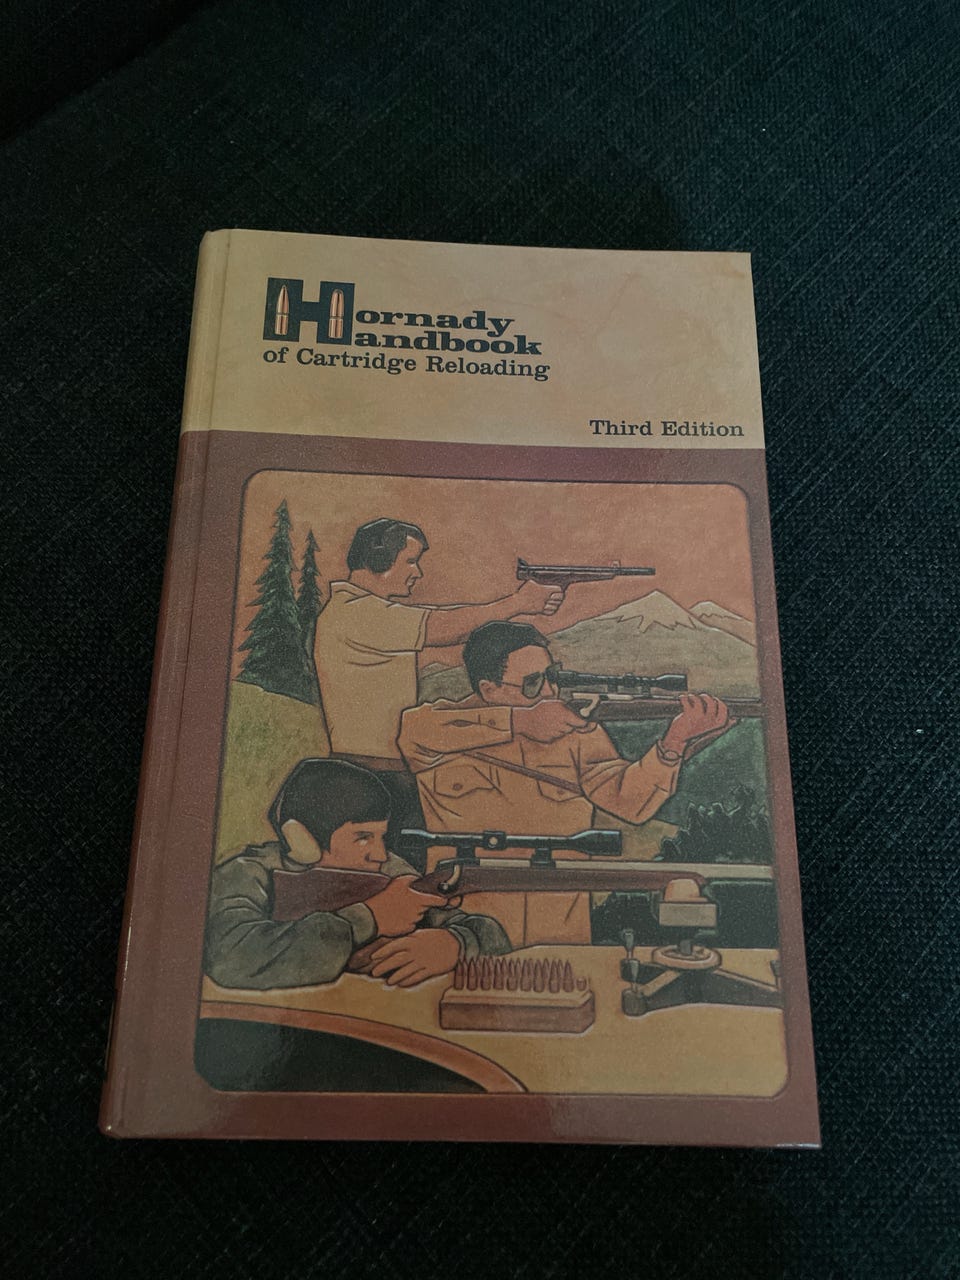 Hornady
Handbook
of Cartridge Reloading
Third Edition